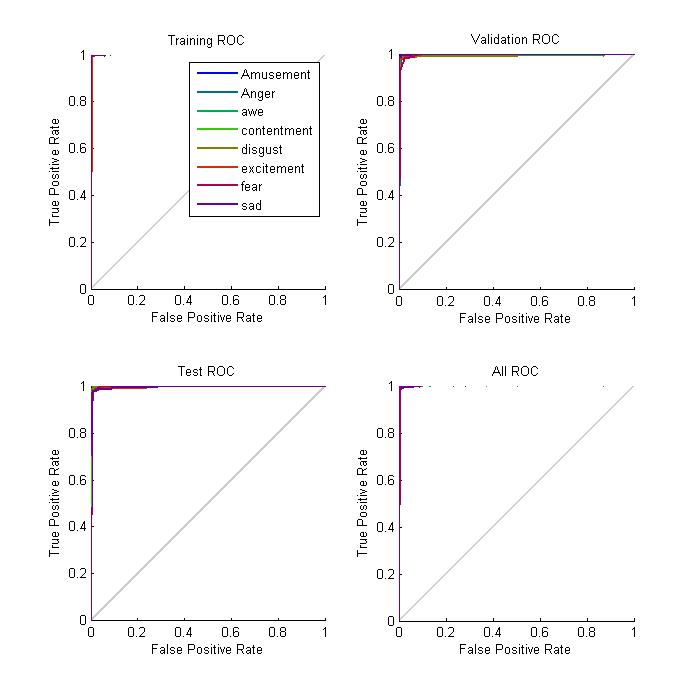 Training ROC
1
0.8
0.6
0.4
0.2
0
True Positive Rate
Amusement
Anger
awe
contentment
disgust
excitement
fear
sad
0 0.2 0.4 0.6 0.8 1
False Positive Rate
Validation ROC
1
0.8
0.6
0.4
0.2
0
True Positive Rate
0 0.2 0.4 0.6 0.8 1
False Positive Rate
Test ROC
1
0.8
0.6
0.4
0.2
0
True Positive Rate
0 0.2 0.4 0.6 0.8 1
False Positive Rate
All ROC
1
0.8
0.6
0.4
0.2
0
True Positive Rate
0 0.2 0.4 0.6 0.8 1
False Positive Rate